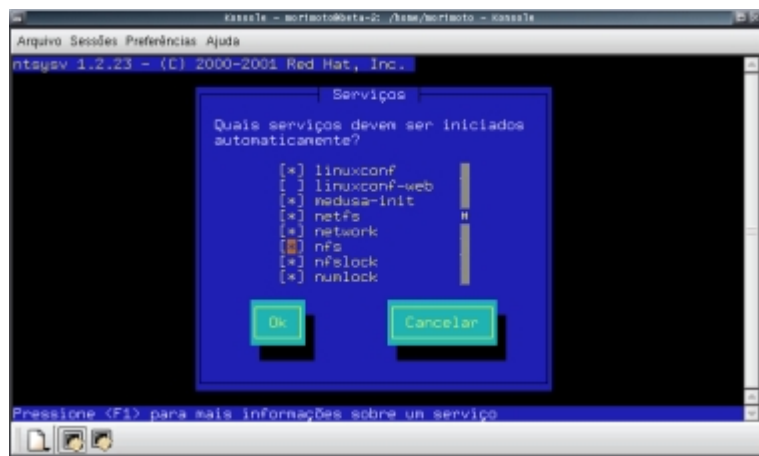 Konsole - morimoto@beta-2: /home/morimoto - Konsole
Arquivo Sessões Preferências Ajuda
ntsysv 1.2.23 - (C) 2000-2001 Red Hat, Inc.
Serviços
Quais serviços devem ser iniciados
automaticamente?
[*] linuxconf
[ ] linuxconf-web
[*] medusa-init
[*] netfs
[*] network
[*] nfs
[*] nfslock
[*] numlock
Ok Cancelar
Pressione <F1> para mais informações sobre um serviço